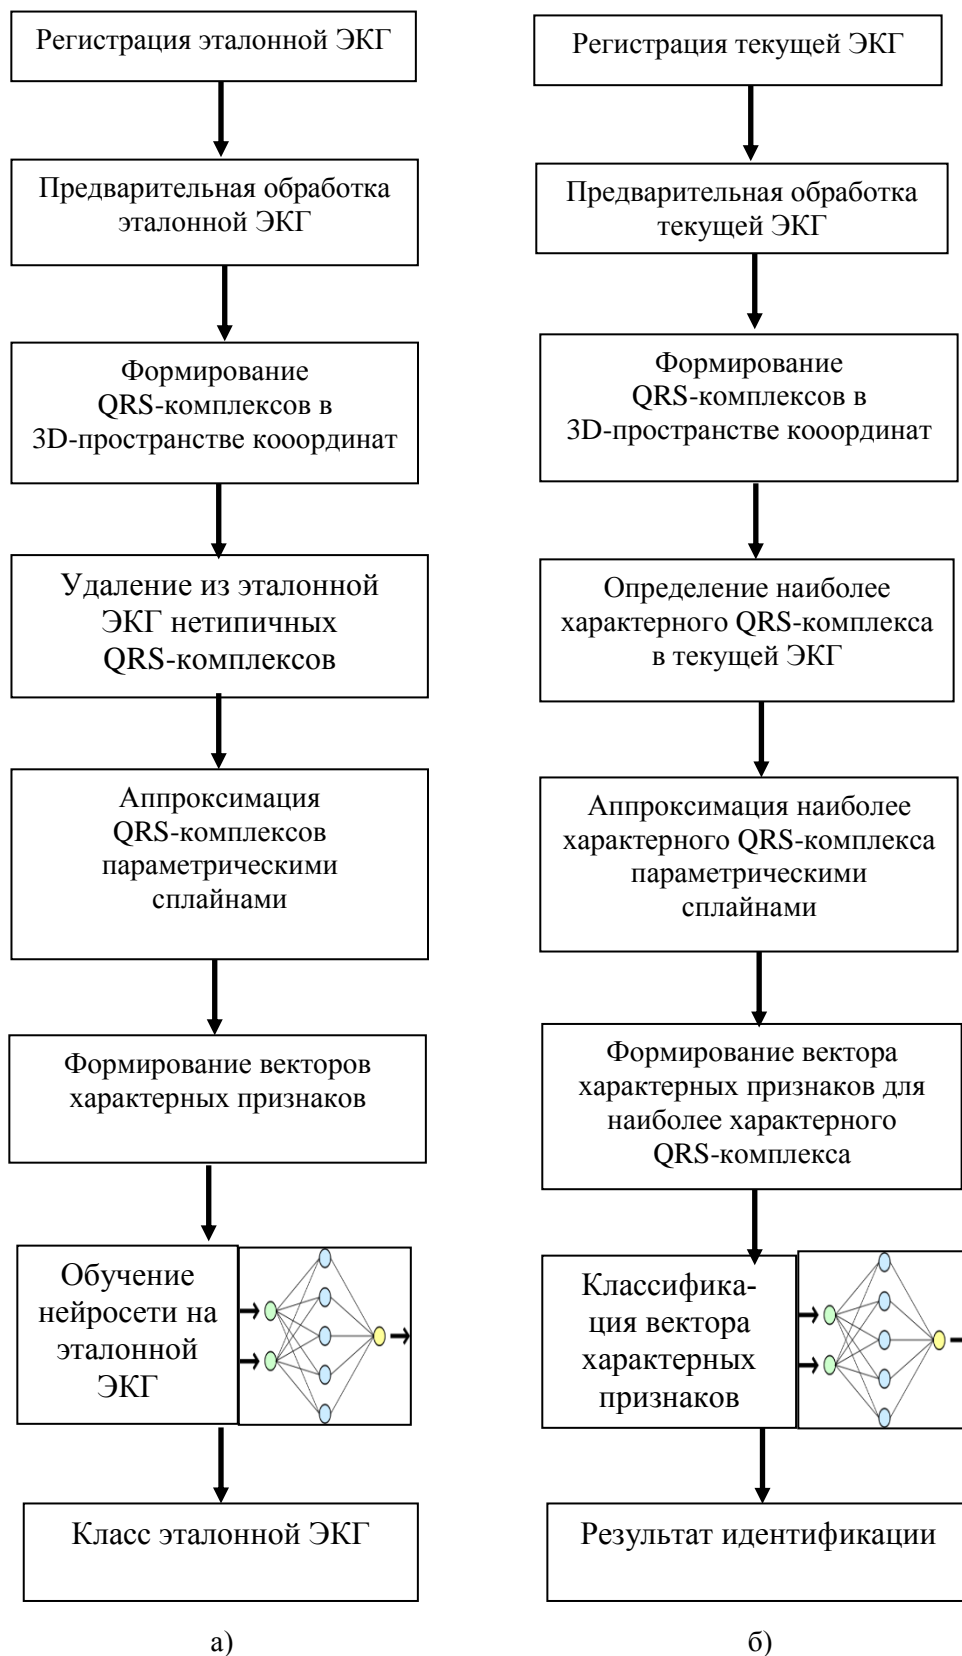 Регистрация эталонной ЭКГ
Предварительная обработка
эталонной ЭКГ
Формирование
QRS-комплексов в
3D-пространстве кооординат
Удаление из эталонной
ЭКГ нетипичных
QRS-комплексов
Аппроксимация
QRS-комплексов
параметрическими
сплайнами
Формирование векторов
характерных признаков
Обучение
нейросети на
эталонной
ЭКГ
Класс эталонной ЭКГ
а)
Регистрация текущей ЭКГ
Предварительная обработка
текущей ЭКГ
Формирование
QRS-комплексов в
3D-пространстве кооординат
Определение наиболее
характерного QRS-комплекса
в текущей ЭКГ
Аппроксимация наиболее
характерного QRS-комплекса
параметрическими
сплайнами
Формирование вектора
характерных признаков для
наиболее характерного
QRS-комплекса
Классифика-
ция вектора
характерных
признаков
Результат идентификации
б)